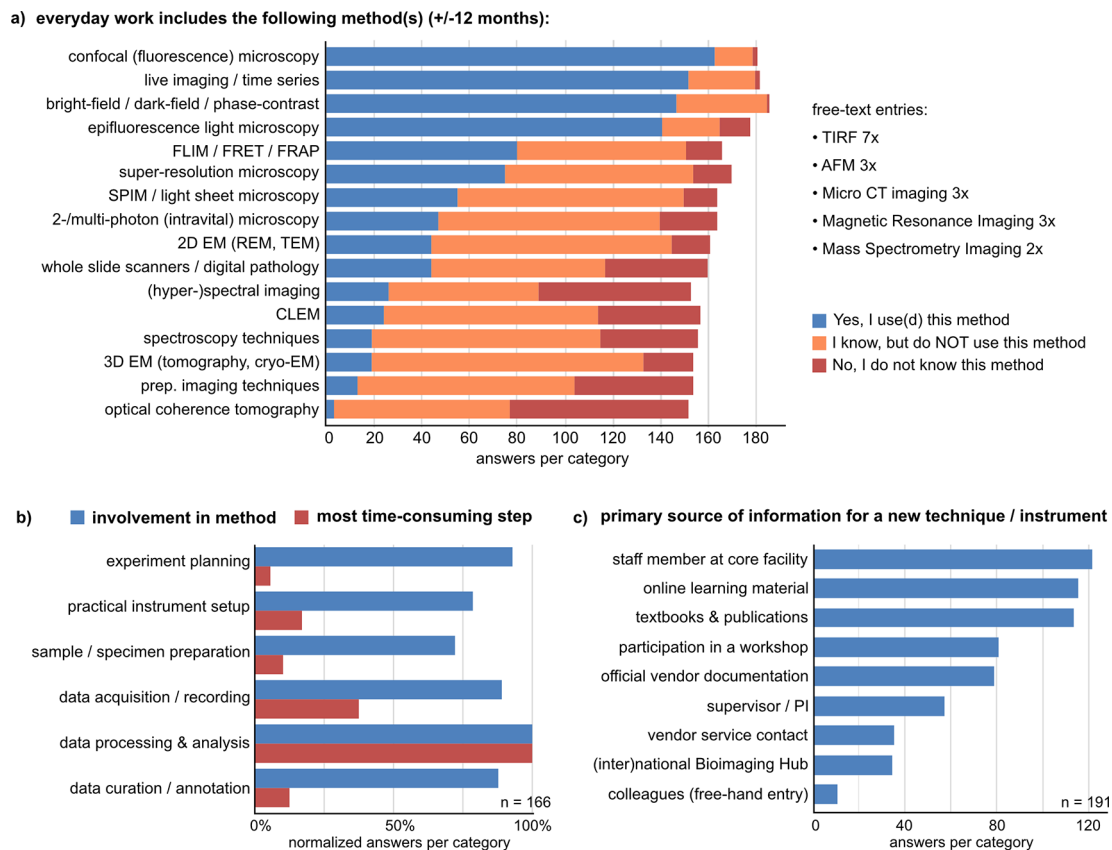 a) everyday work includes the following method(s) (+/-12 months):
confocal (fluorescence) microscopy
live imaging / time series
bright-field / dark-field / phase-contrast
epifluorescence light microscopy
FLIM / FRET / FRAP
super-resolution microscopy
SPIM / light sheet microscopy
2-/multi-photon (intravital) microscopy
2D EM (REM, TEM)
whole slide scanners / digital pathology
(hyper-)spectral imaging
CLEM
spectroscopy techniques
3D EM (tomography, cryo-EM)
prep. imaging techniques
optical coherence tomography
0 20 40 60 80 100 120 140 160 180
answers per category
free-text entries:
• TIRF 7x
• AFM 3x
• Micro CT imaging 3x
• Magnetic Resonance Imaging 3x
• Mass Spectrometry Imaging 2x
Yes, I use(d) this method
I know, but do NOT use this method
No, I do not know this method
b) involvement in method most time-consuming step
experiment planning
practical instrument setup
sample / specimen preparation
data acquisition / recording
data processing & analysis
data curation / annotation
n = 166
0% 50% 100%
normalized answers per category
c) primary source of information for a new technique / instrument
staff member at core facility
online learning material
textbooks & publications
participation in a workshop
official vendor documentation
supervisor / PI
vendor service contact
(inter)national Bioimaging Hub
colleagues (free-hand entry)
n = 191
0 40 80 120
answers per category